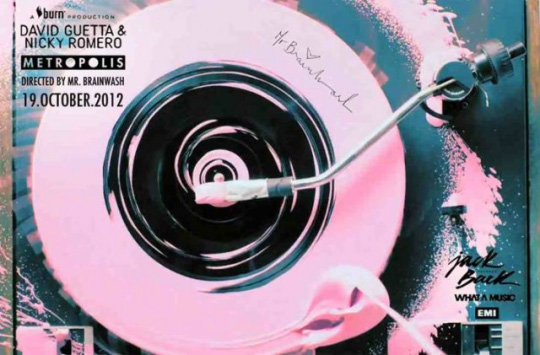 A burn PRODUCTION
DAVID GUETTA &
NICKY ROMERO
METROPOLIS
DIRECTED BY MR. BRAINWASH
19.OCTOBER.2012
Mr Brainwash
jack
Back
WHAT A MUSIC
EMI